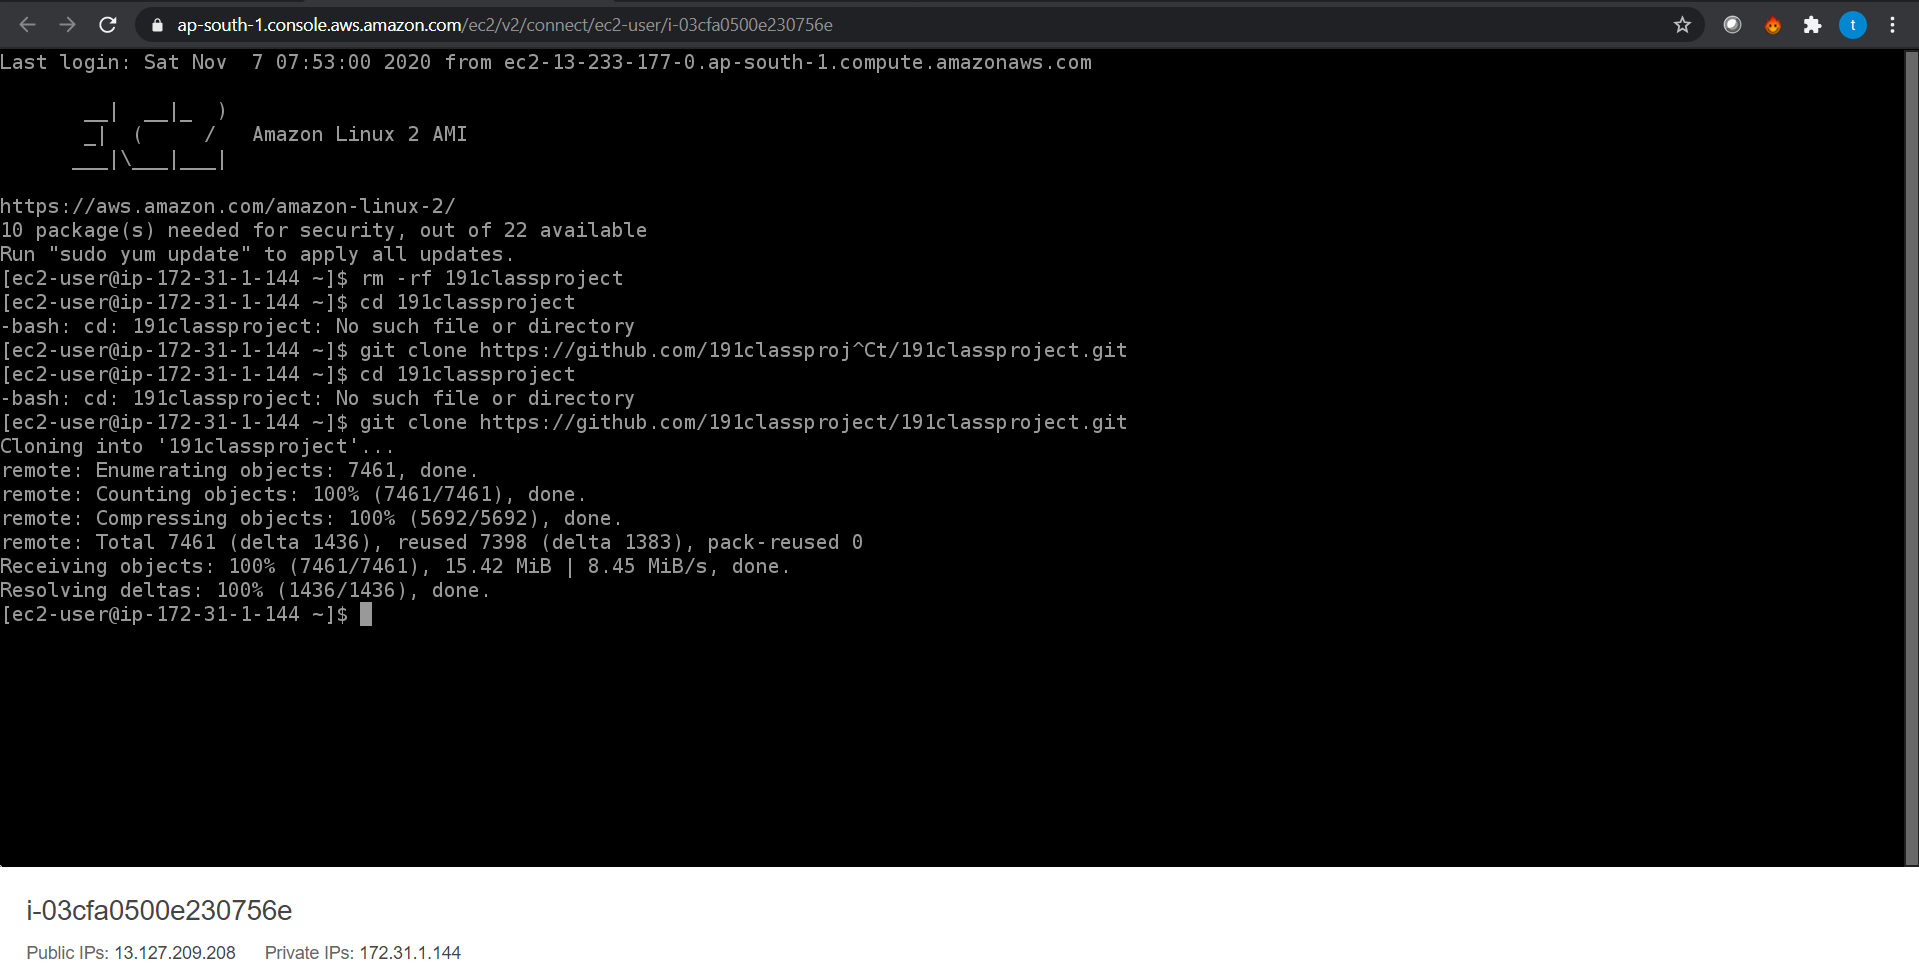 ap-south-1.console.aws.amazon.com/ec2/v2/connect/ec2-user/i-03cfa0500e230756e
t
Last login: Sat Nov  7 07:53:00 2020 from ec2-13-233-177-0.ap-south-1.compute.amazonaws.com
       __|  __|_  )
       _|  (     /   Amazon Linux 2 AMI
      ___|\___|___|
https://aws.amazon.com/amazon-linux-2/
10 package(s) needed for security, out of 22 available
Run "sudo yum update" to apply all updates.
[ec2-user@ip-172-31-1-144 ~]$ rm -rf 191classproject
[ec2-user@ip-172-31-1-144 ~]$ cd 191classproject
-bash: cd: 191classproject: No such file or directory
[ec2-user@ip-172-31-1-144 ~]$ git clone https://github.com/191classproj^Ct/191classproject.git
[ec2-user@ip-172-31-1-144 ~]$ cd 191classproject
-bash: cd: 191classproject: No such file or directory
[ec2-user@ip-172-31-1-144 ~]$ git clone https://github.com/191classproject/191classproject.git
Cloning into '191classproject'...
remote: Enumerating objects: 7461, done.
remote: Counting objects: 100% (7461/7461), done.
remote: Compressing objects: 100% (5692/5692), done.
remote: Total 7461 (delta 1436), reused 7398 (delta 1383), pack-reused 0
Receiving objects: 100% (7461/7461), 15.42 MiB | 8.45 MiB/s, done.
Resolving deltas: 100% (1436/1436), done.
[ec2-user@ip-172-31-1-144 ~]$
i-03cfa0500e230756e
Public IPs: 13.127.209.208 Private IPs: 172.31.1.144